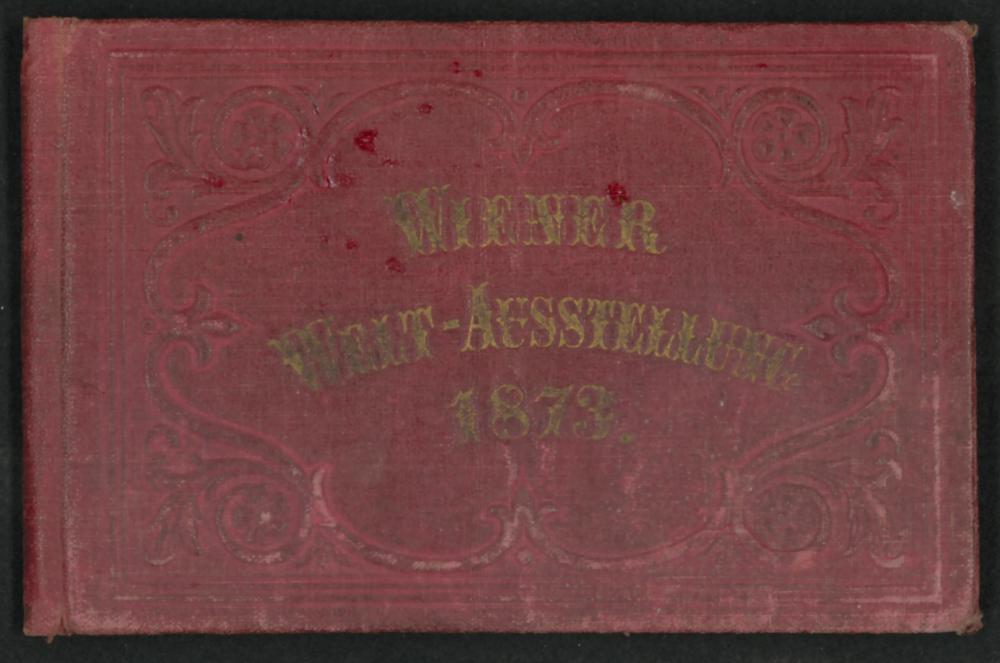 WIENER
WELT-AUSSTELLUNG
1873.